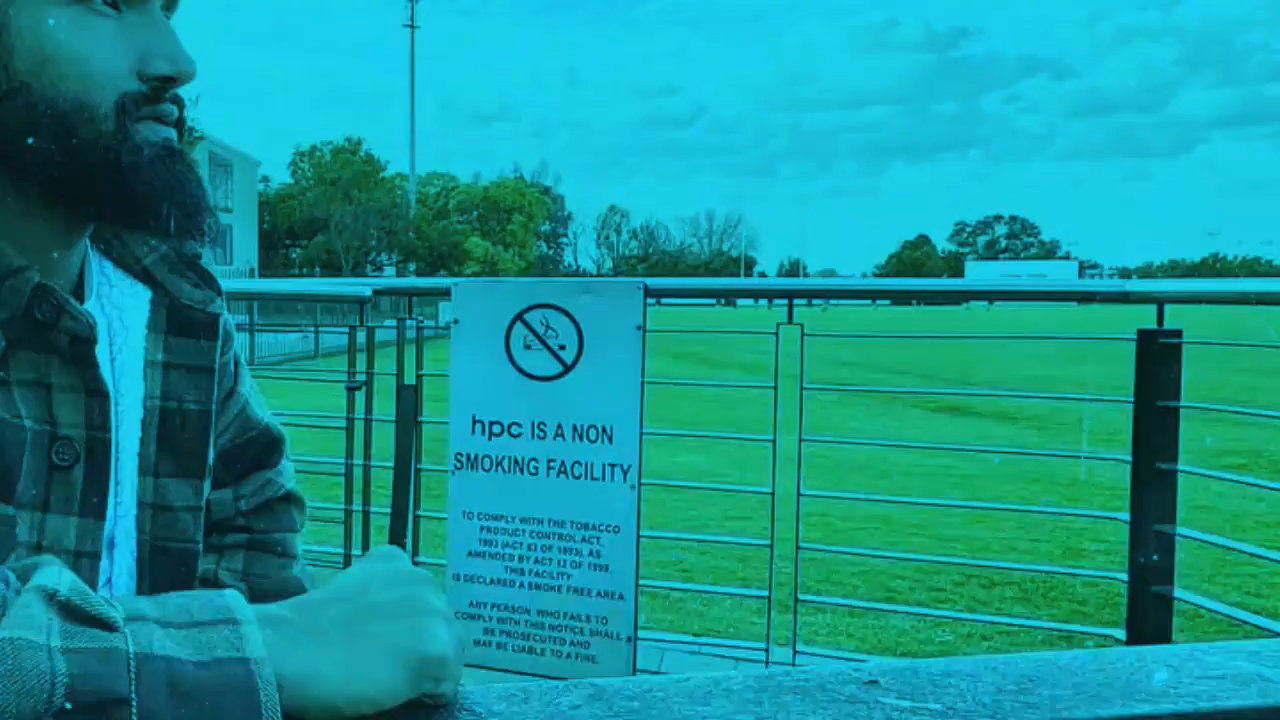 hpc IS A NON
SMOKING FACILITY
TO COMPLY WITH THE TOBACCO
PRODUCT CONTROL ACT,
1993 (ACT 83 OF 1993), AS
AMENDED BY ACT 12 OF 1999,
THIS FACILITY
IS DECLARED A SMOKE FREE AREA
ANY PERSON WHO FAILS TO
COMPLY WITH THIS NOTICE SHALL
BE PROSECUTED AND
MAY BE LIABLE TO A FINE.